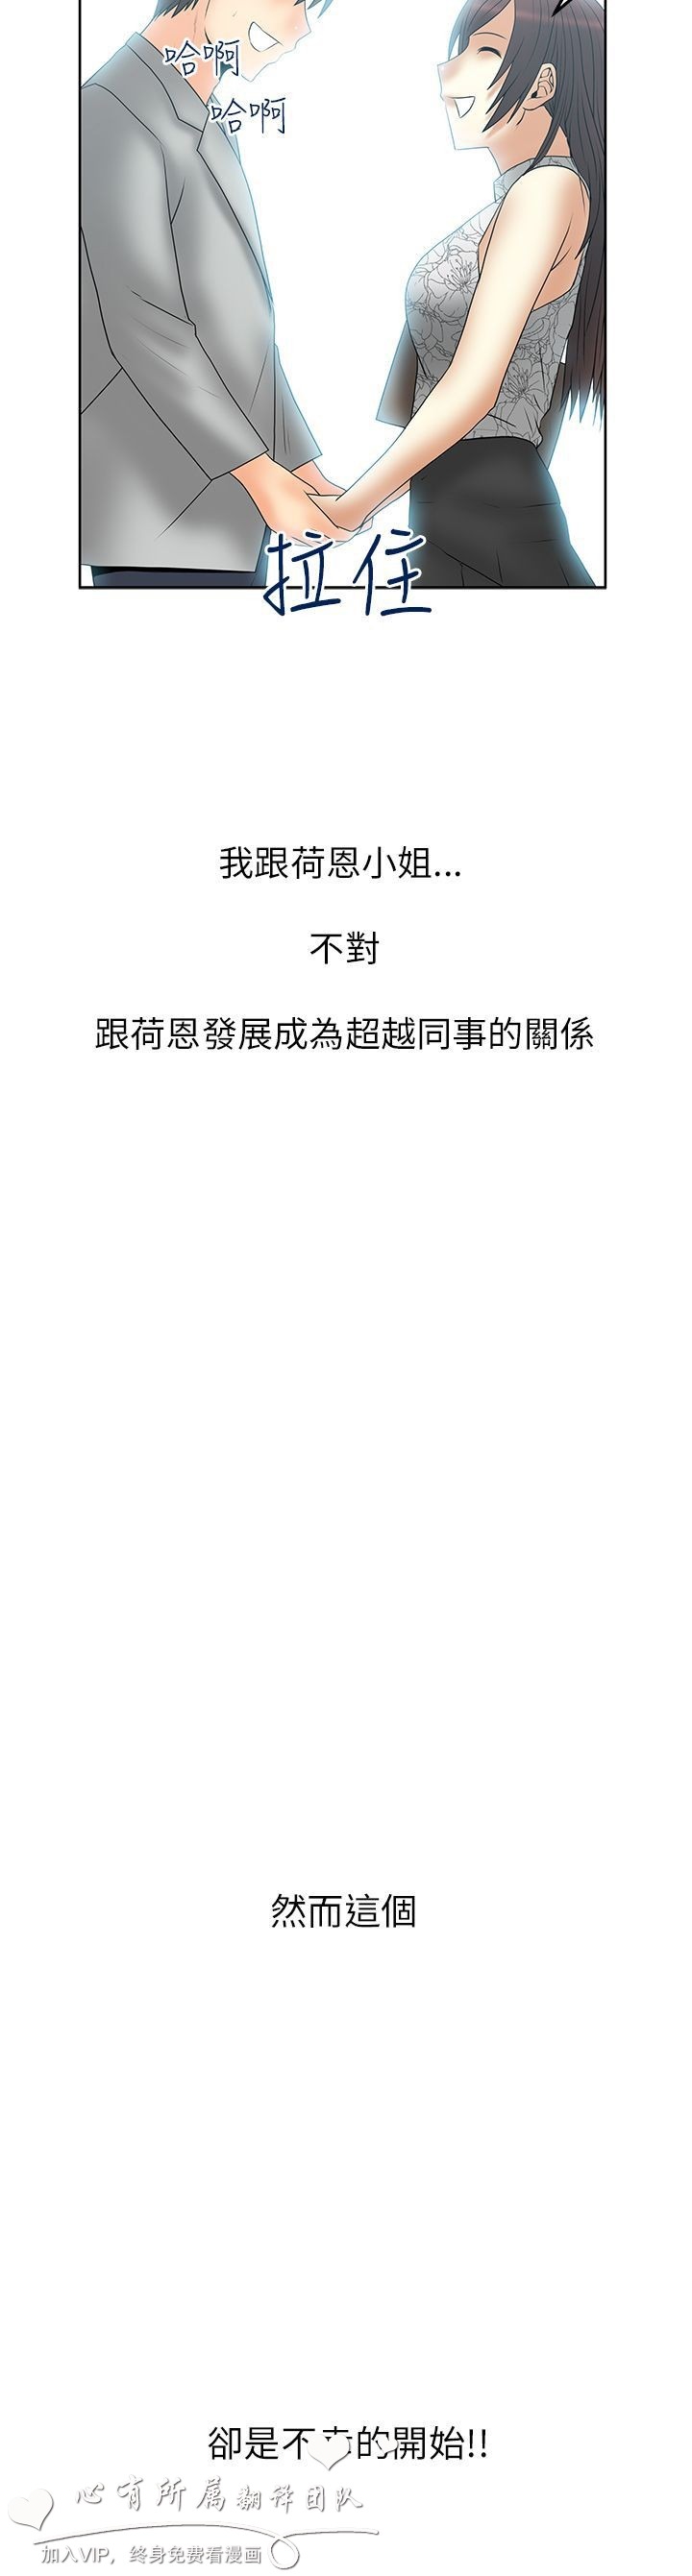 哈啊
哈啊
拉住
我跟荷恩小姐...
不對
跟荷恩發展成為超越同事的關係
然而這個
卻是不幸的開始!!
心有所属翻译团队
加入VIP，终身免费看漫画